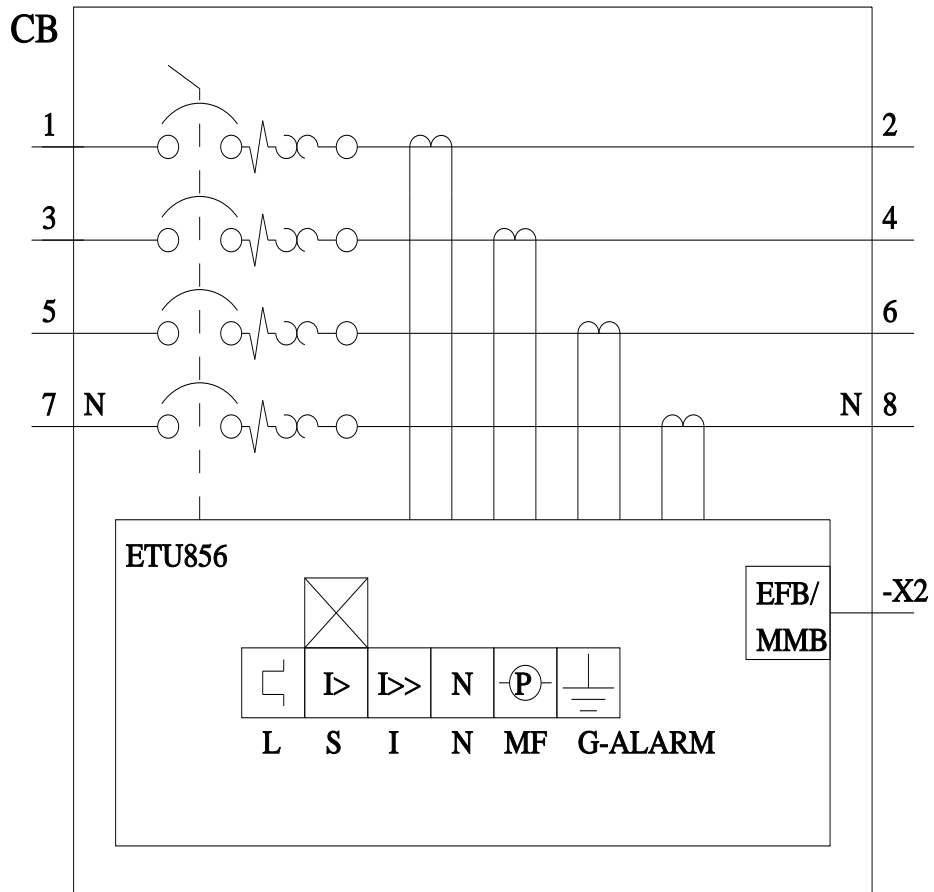 CB
1
2
3
4
5
6
7 N
N 8
ETU856
EFB/
MMB
-X2
I> I>> N P
L S I N MF G-ALARM